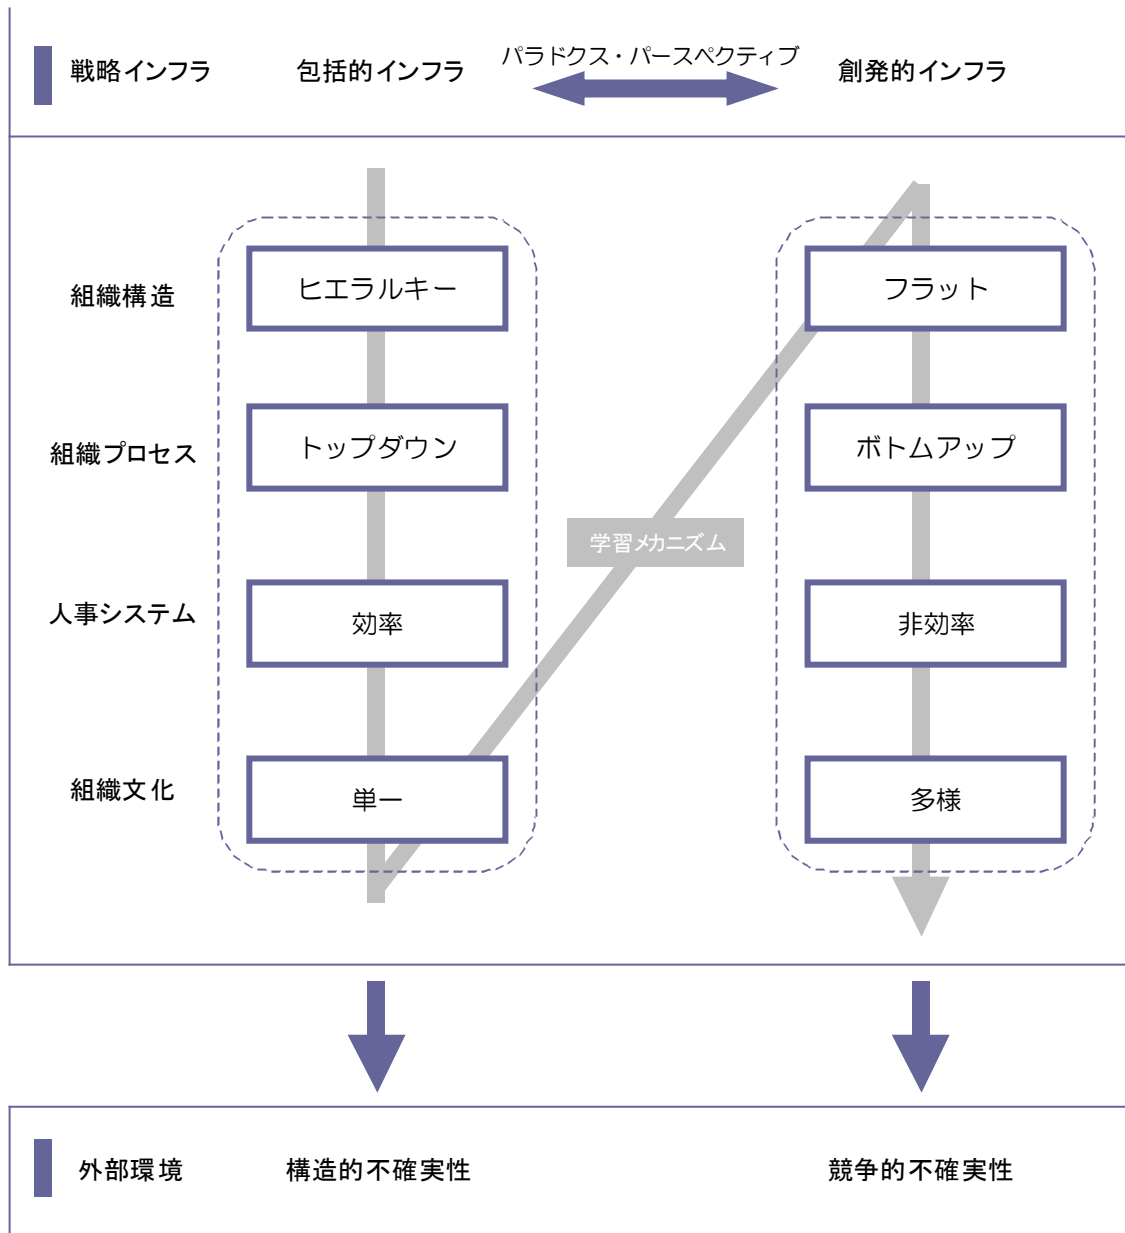 パラドクス・パースペクティブ
戦略インフラ 包括的インフラ 創発的インフラ
組織構造 ヒエラルキー フラット
組織プロセス トップダウン ボトムアップ
学習メカニズム
人事システム 効率 非効率
組織文化 単一 多様
外部環境 構造的不確実性 競争的不確実性